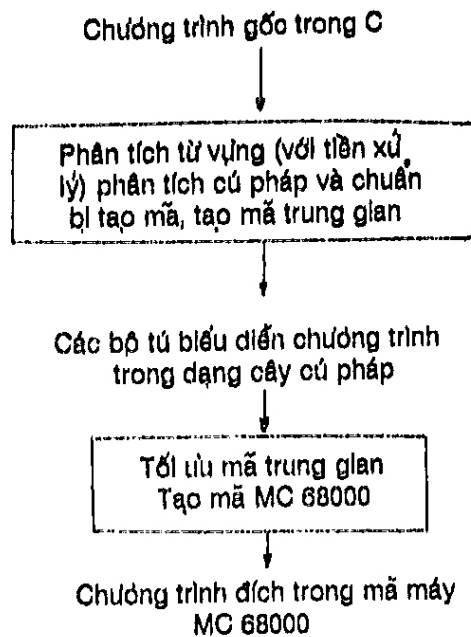 Chương trình gốc trong C
Phân tích từ vựng (với tiền xử
lý) phân tích cú pháp và chuẩn
bị tạo mã, tạo mã trung gian
Các bộ tứ biểu diễn chương trình
trong dạng cây cú pháp
Tối ưu mã trung gian
Tạo mã MC 68000
Chương trình đích trong mã máy
MC 68000